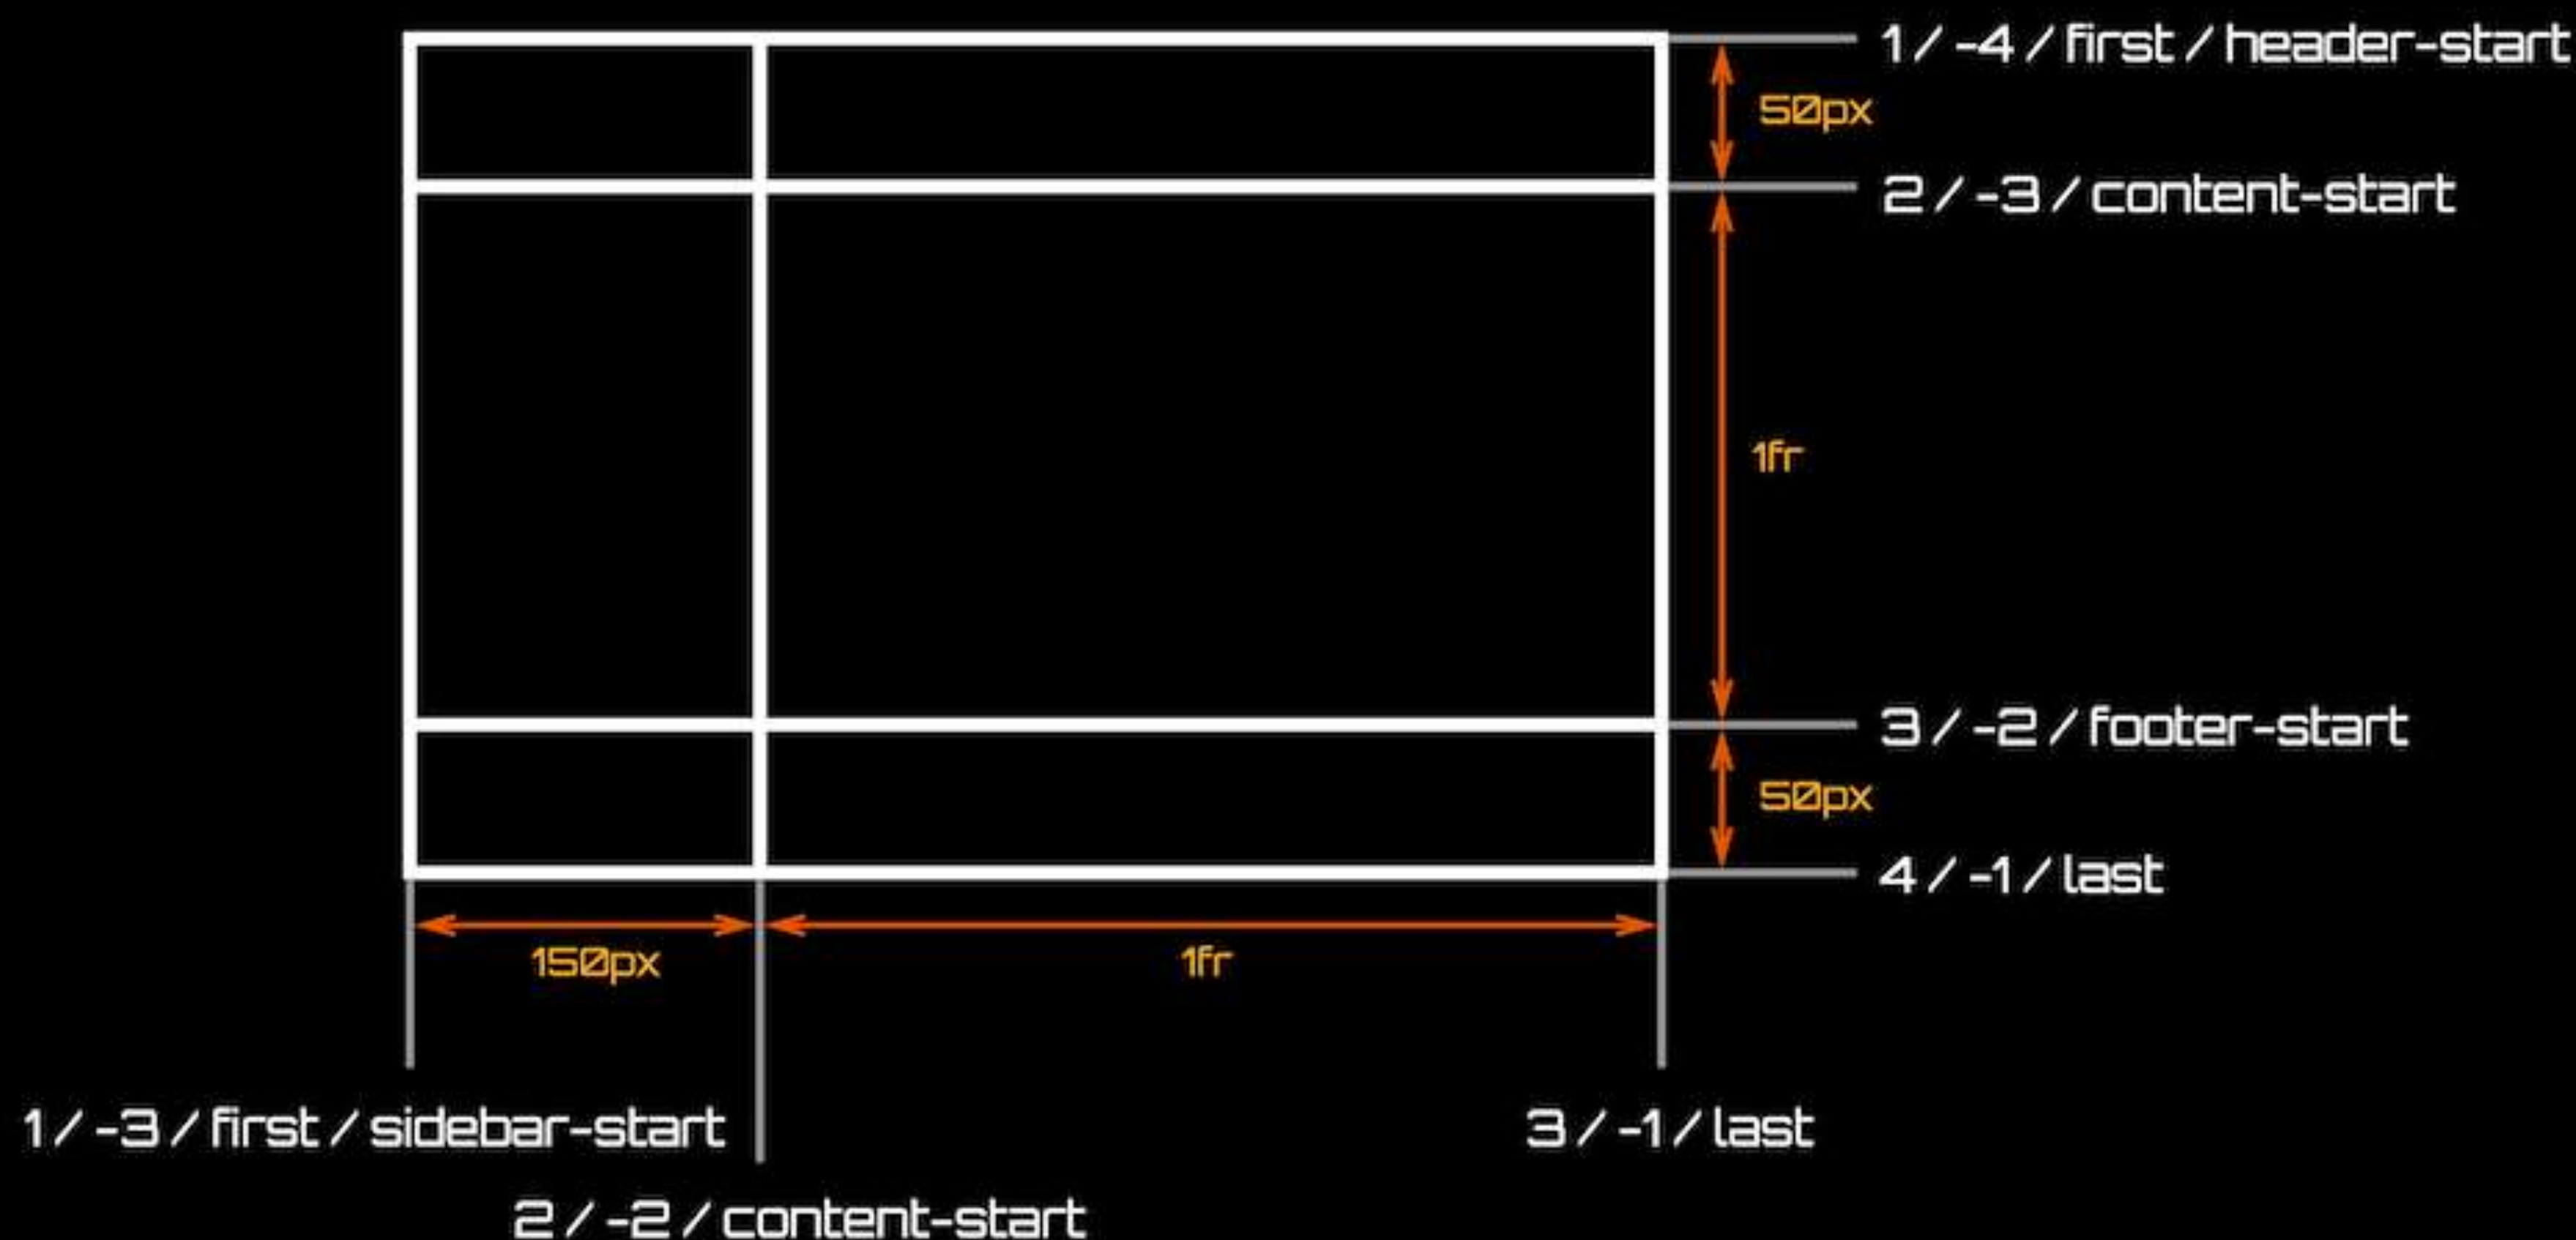 1 / -4 / first / header-start
50px
2 / -3 / content-start
1fr
3 / -2 / footer-start
50px
4 / -1 / last
150px
1fr
1 / -3 / first / sidebar-start
3 / -1 / last
2 / -2 / content-start